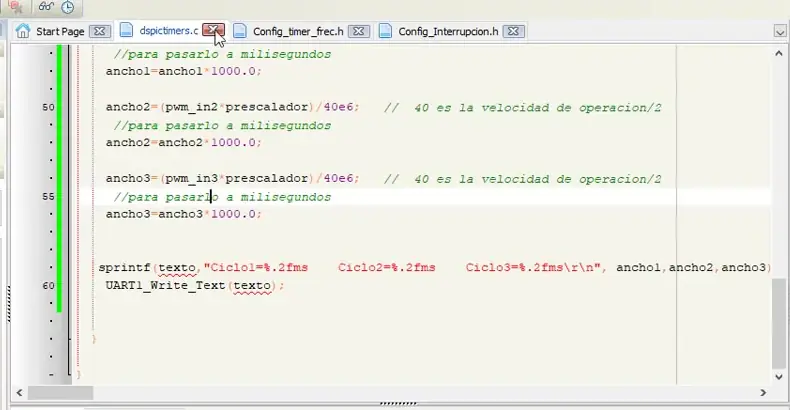 Start Page
dspictimers.c
Config_timer_frec.h
Config_Interrupcion.h
//para pasarlo a milisegundos
ancho1=ancho1*1000.0;
50 ancho2=(pwm_in2*prescalador)/40e6; // 40 es la velocidad de operacion/2
//para pasarlo a milisegundos
ancho2=ancho2*1000.0;
ancho3=(pwm_in3*prescalador)/40e6; // 40 es la velocidad de operacion/2
55 //para pasarlo a milisegundos
ancho3=ancho3*1000.0;
sprintf(texto,"Ciclo1=%.2fms Ciclo2=%.2fms Ciclo3=%.2fms\r\n", ancho1,ancho2,ancho3)
60 UART1_Write_Text(texto);
}
}